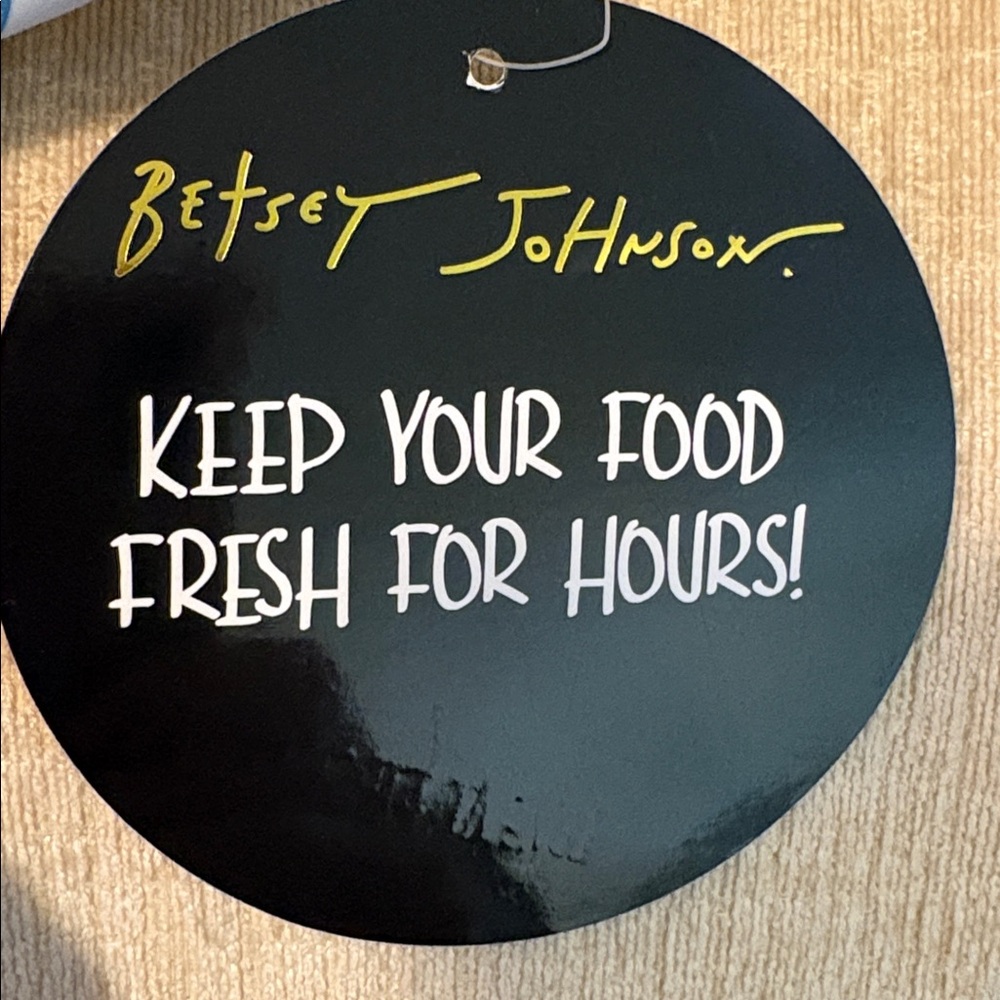 BETSEY JOHNSON.
KEEP YOUR FOOD
FRESH FOR HOURS!